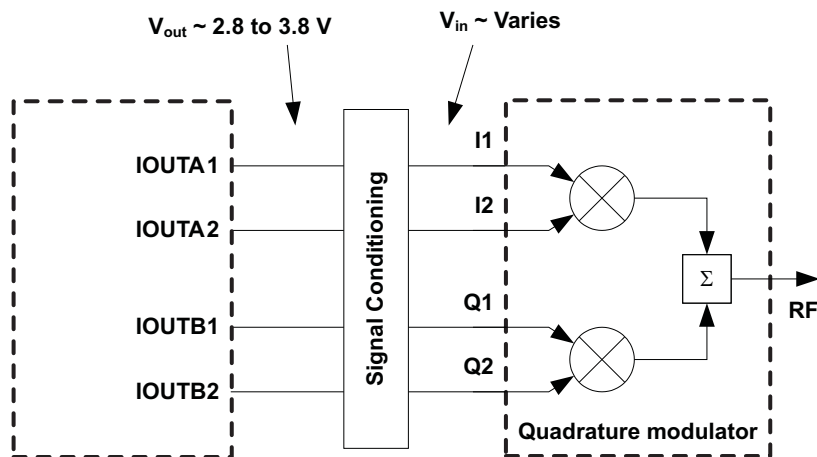 Vout ~ 2.8 to 3.8 V
Vin ~ Varies
IOUTA1
IOUTA2
IOUTB1
IOUTB2
Signal Conditioning
I1
I2
Q1
Q2
Σ
RF
Quadrature modulator